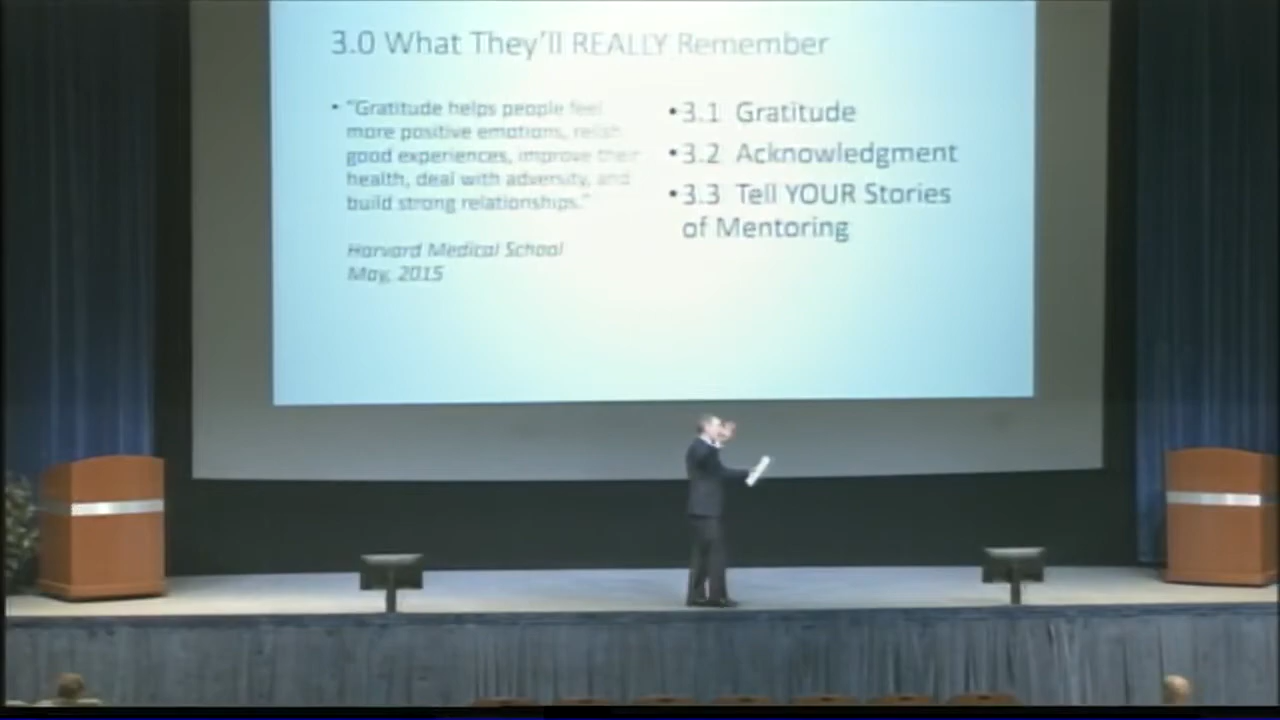 3.0 What They'll REALLY Remember
• "Gratitude helps people feel
more positive emotions, relish
good experiences, improve their
health, deal with adversity, and
build strong relationships."
Harvard Medical School
May, 2015
•3.1 Gratitude
•3.2 Acknowledgment
•3.3 Tell YOUR Stories
of Mentoring